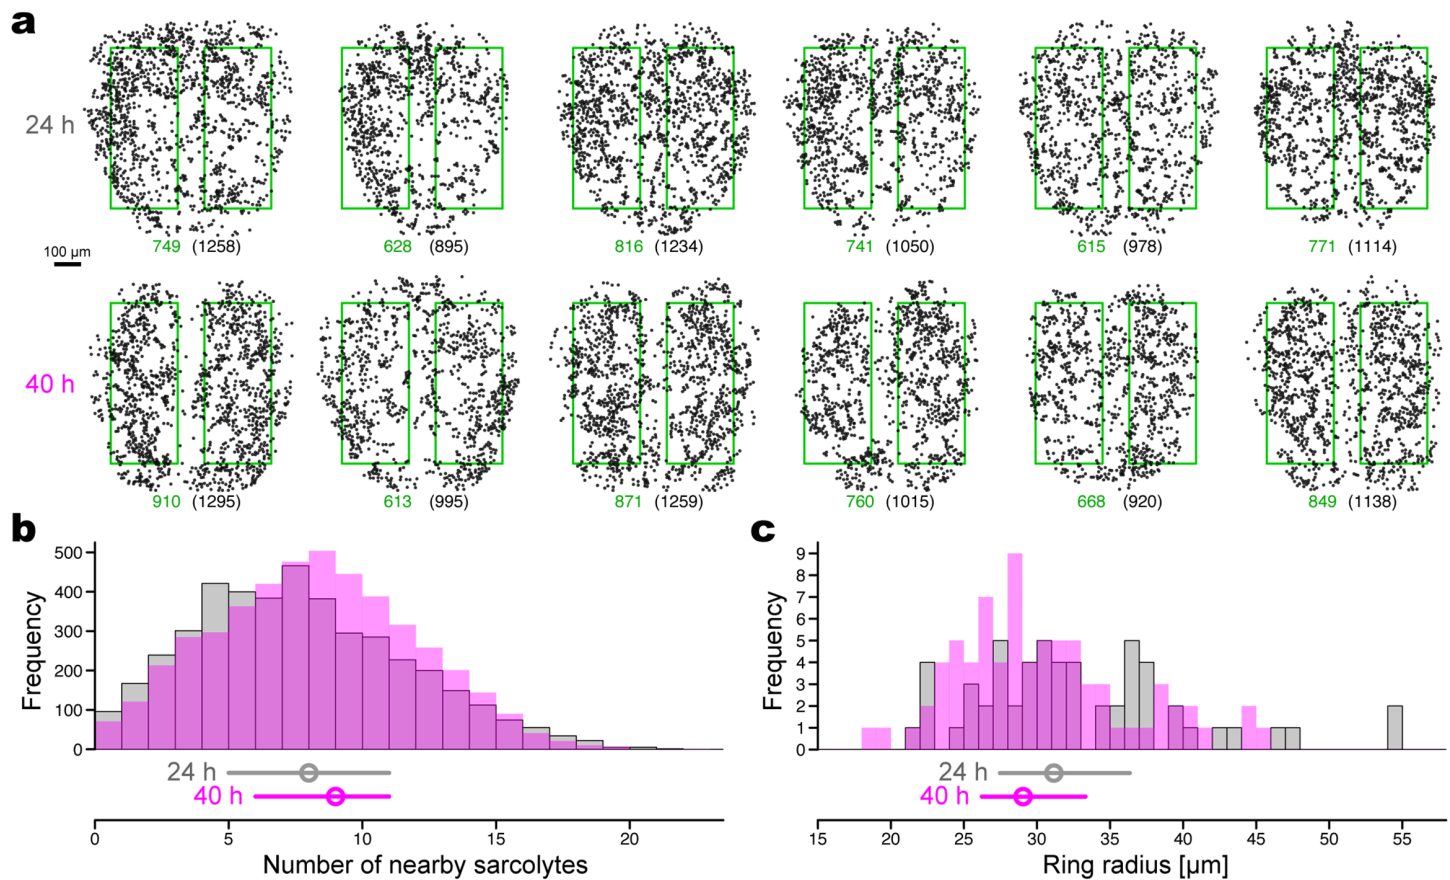 a
24 h
749 (1258) 628 (895) 816 (1234) 741 (1050) 615 (978) 771 (1114)
100 µm
40 h
910 (1295) 613 (995) 871 (1259) 760 (1015) 668 (920) 849 (1138)
b
Frequency
500
400
300
200
100
0
24 h
40 h
0 5 10 15 20
Number of nearby sarcolytes
c
Frequency
9
8
7
6
5
4
3
2
1
0
24 h
40 h
15 20 25 30 35 40 45 50 55
Ring radius [µm]